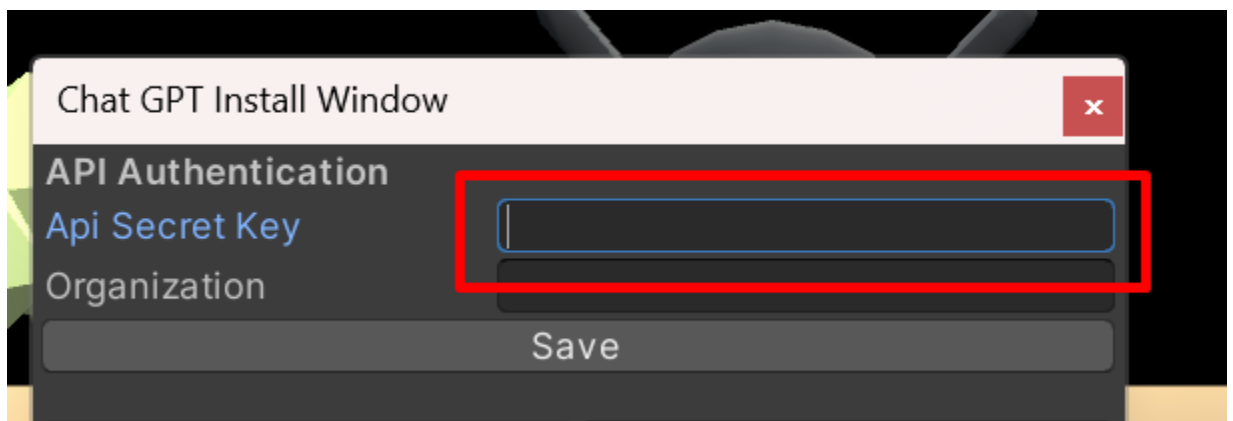 Chat GPT Install Window
x
API Authentication
Api Secret Key
Organization
Save